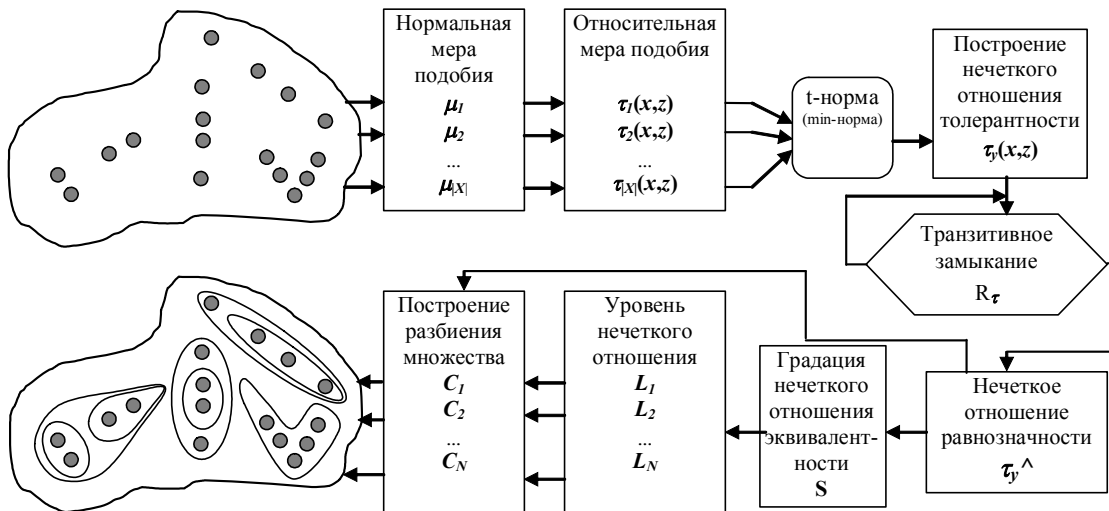 Нормальная
мера
подобия
μ1
μ2
...
μ|X|
Относительная
мера подобия
τ1(x,z)
τ2(x,z)
...
τ|X|(x,z)
t-норма
(min-норма)
Построение
нечеткого
отношения
толерантности
τy(x,z)
Транзитивное
замыкание
Rτ
Построение
разбиения
множества
C1
C2
...
CN
Уровень
нечеткого
отношения
L1
L2
...
LN
Градация
нечеткого
отношения
эквивалент-
ности
S
Нечеткое
отношение
равнозначности
τy^